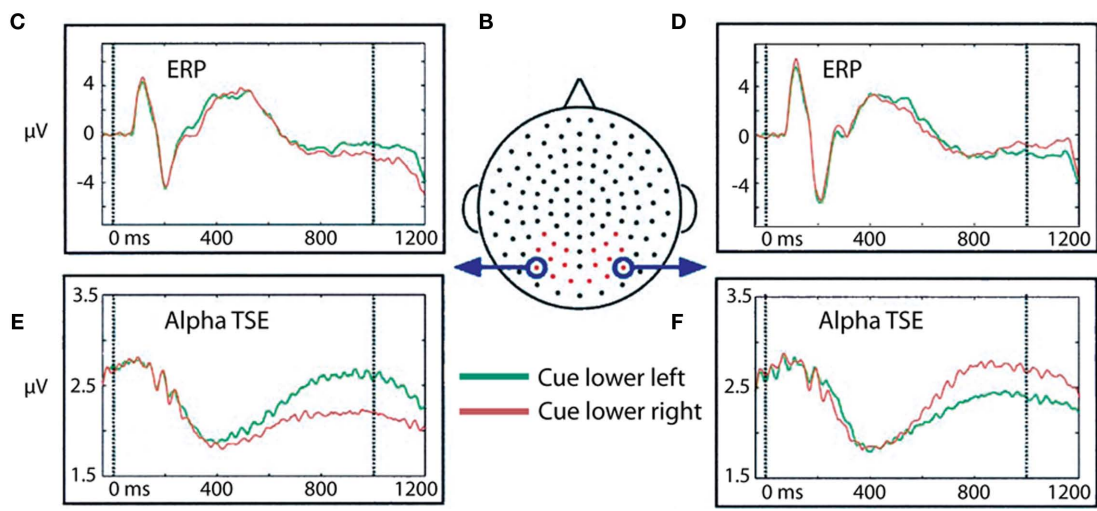 C
B
D
ERP
4
0
-4
μV
0 ms 400 800 1200
ERP
4
0
-4
0 ms 400 800 1200
E
3.5
2.5
1.5
μV
Alpha TSE
0 ms 400 800 1200
Cue lower left
Cue lower right
F
3.5
2.5
1.5
Alpha TSE
0 ms 400 800 1200